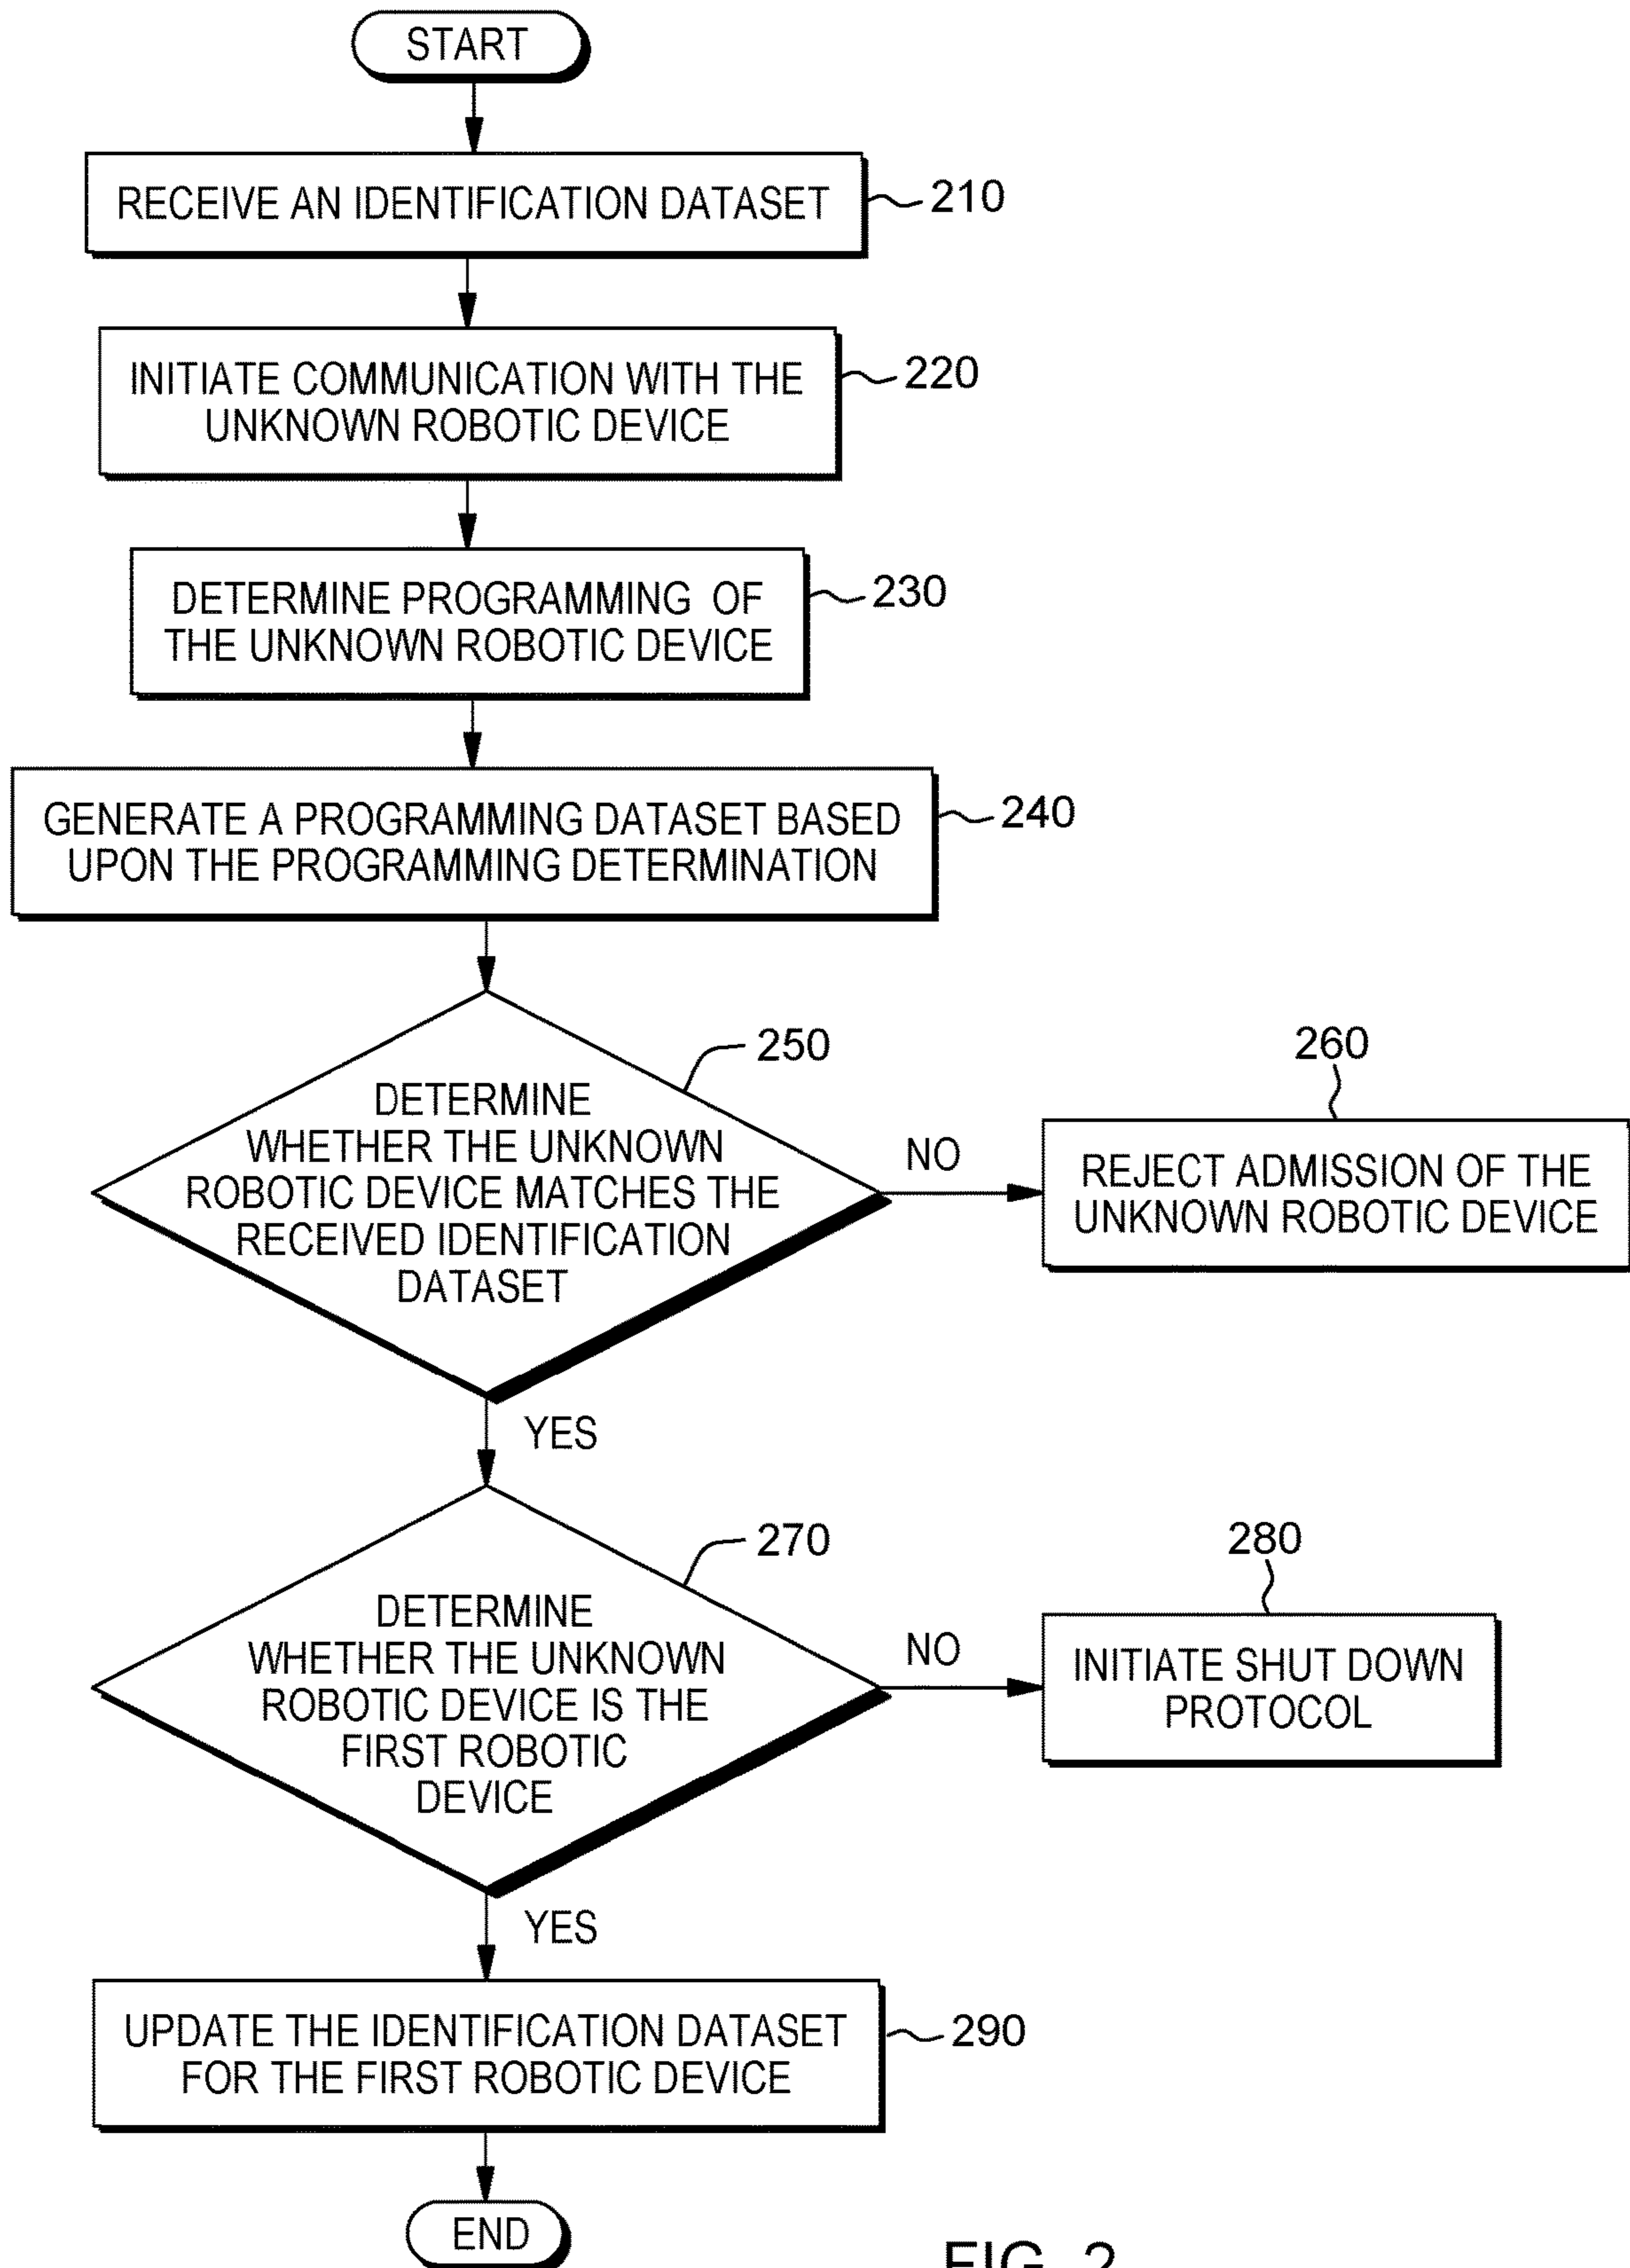 START
RECEIVE AN IDENTIFICATION DATASET
210
INITIATE COMMUNICATION WITH THE
UNKNOWN ROBOTIC DEVICE
220
DETERMINE PROGRAMMING OF
THE UNKNOWN ROBOTIC DEVICE
230
GENERATE A PROGRAMMING DATASET BASED
UPON THE PROGRAMMING DETERMINATION
240
250
DETERMINE
WHETHER THE UNKNOWN
ROBOTIC DEVICE MATCHES THE
RECEIVED IDENTIFICATION
DATASET
NO
260
REJECT ADMISSION OF THE
UNKNOWN ROBOTIC DEVICE
YES
270
DETERMINE
WHETHER THE UNKNOWN
ROBOTIC DEVICE IS THE
FIRST ROBOTIC
DEVICE
NO
280
INITIATE SHUT DOWN
PROTOCOL
YES
UPDATE THE IDENTIFICATION DATASET
FOR THE FIRST ROBOTIC DEVICE
290
END
FIG. 2